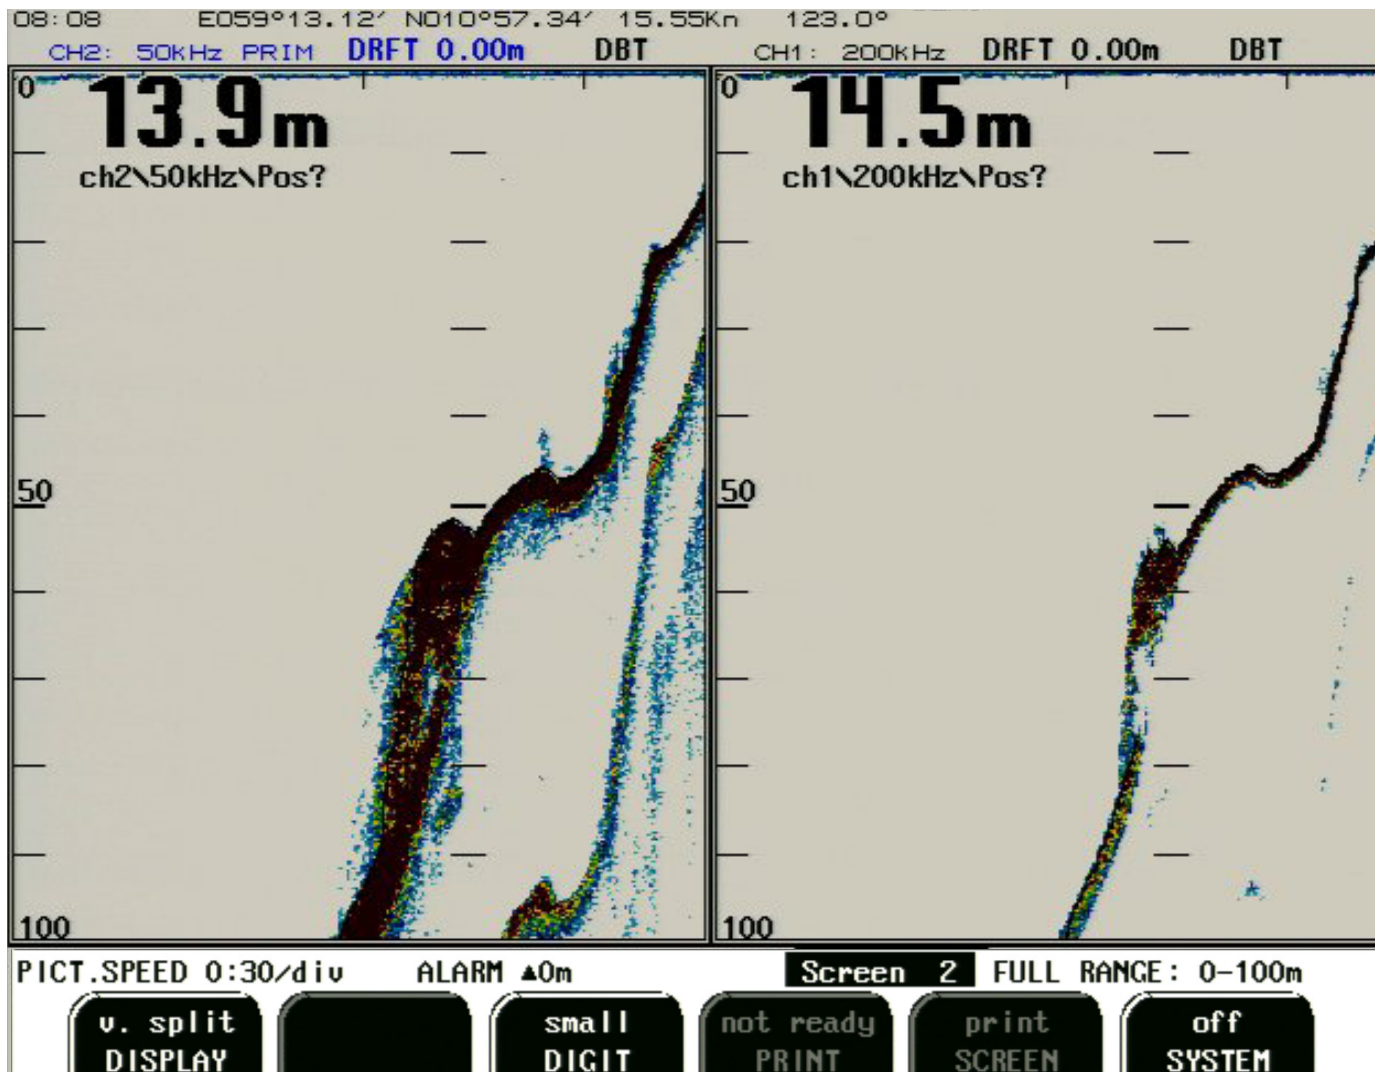 08:08 E059°13.12′ N010°57.34′ 15.55Kn 123.0°
CH2: 50kHz PRIM DRFT 0.00m DBT
CH1: 200kHz DRFT 0.00m DBT
0
13.9m
ch2\50kHz\Pos?
50
100
0
14.5m
ch1\200kHz\Pos?
50
100
PICT.SPEED 0:30/div ALARM ▲0m Screen 2 FULL RANGE: 0-100m
v. split
DISPLAY
small
DIGIT
not ready
PRINT
print
SCREEN
off
SYSTEM